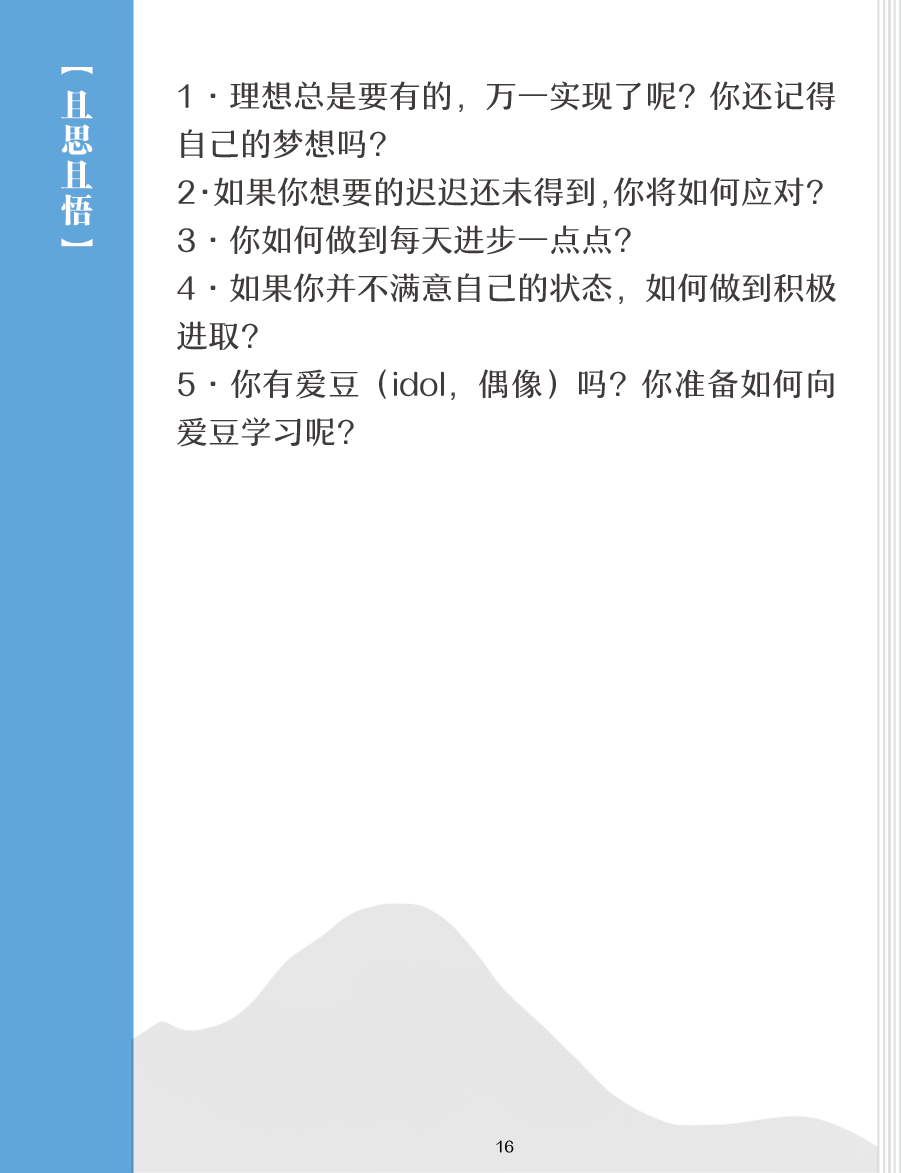 【且思且悟】
1·理想总是要有的，万一实现了呢？你还记得
自己的梦想吗？
2·如果你想要的迟迟还未得到,你将如何应对？
3·你如何做到每天进步一点点？
4·如果你并不满意自己的状态，如何做到积极
进取？
5·你有爱豆（idol，偶像）吗？你准备如何向
爱豆学习呢？
16